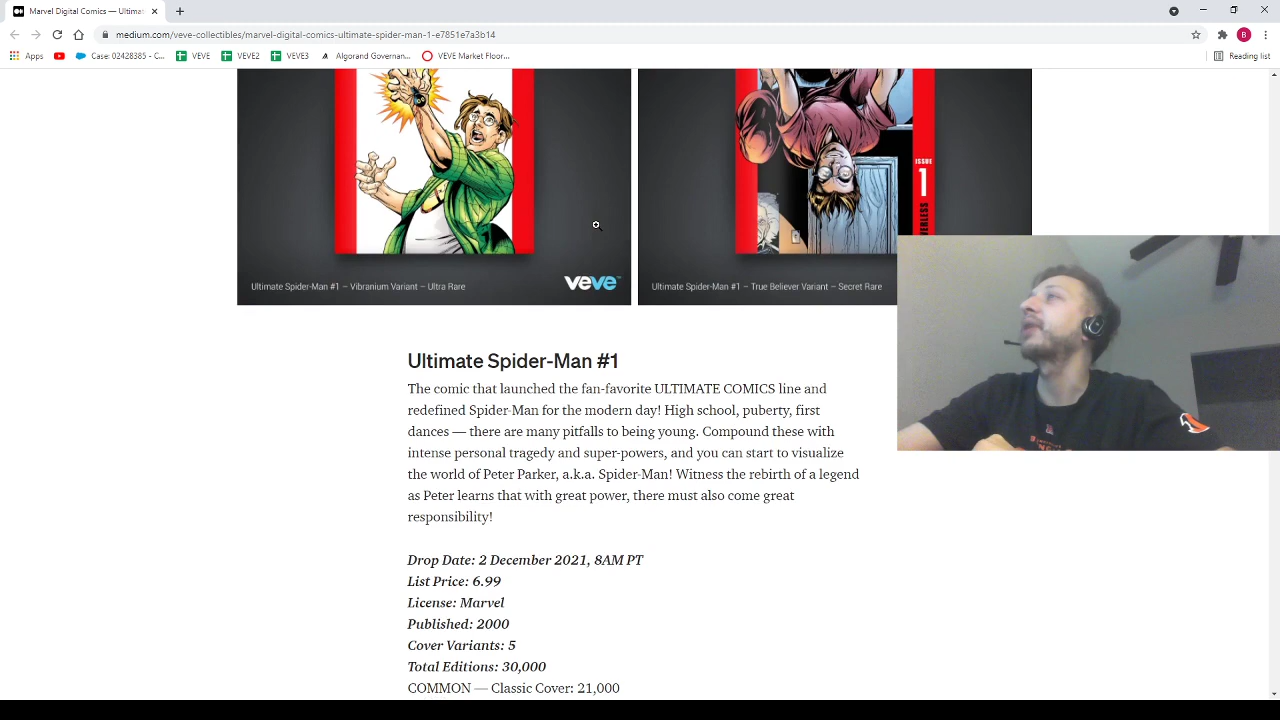 Marvel Digital Comics — Ultimat
medium.com/veve-collectibles/marvel-digital-comics-ultimate-spider-man-1-e7851e7a3b14
B
Apps
Case: 02428385 - C...
VEVE
VEVE2
VEVE3
Algorand Governan...
VEVE Market Floor...
Reading list
ISSUE
1
Ultimate Spider-Man #1 – Vibranium Variant – Ultra Rare
veve
Ultimate Spider-Man #1 – True Believer Variant – Secret Rare
Ultimate Spider-Man #1
The comic that launched the fan-favorite ULTIMATE COMICS line and
redefined Spider-Man for the modern day! High school, puberty, first
dances — there are many pitfalls to being young. Compound these with
intense personal tragedy and super-powers, and you can start to visualize
the world of Peter Parker, a.k.a. Spider-Man! Witness the rebirth of a legend
as Peter learns that with great power, there must also come great
responsibility!
Drop Date: 2 December 2021, 8AM PT
List Price: 6.99
License: Marvel
Published: 2000
Cover Variants: 5
Total Editions: 30,000
COMMON — Classic Cover: 21,000